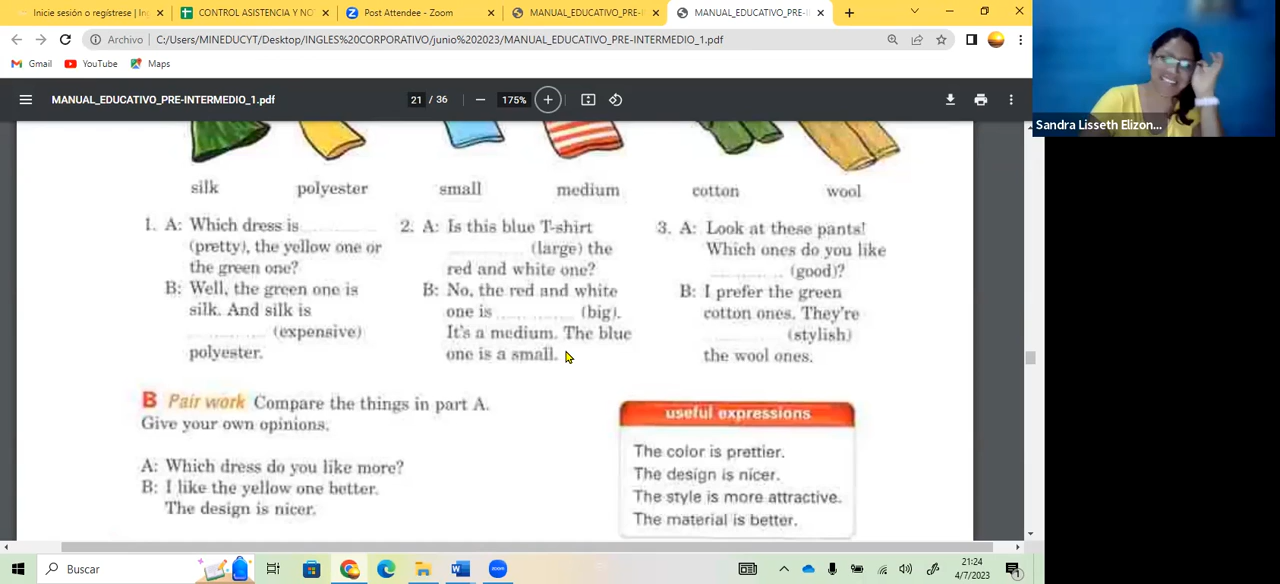 Inicie sesión o regístrese | In
CONTROL ASISTENCIA Y NO
Post Attendee - Zoom
MANUAL_EDUCATIVO_PRE-
MANUAL_EDUCATIVO_PRE-I
Archivo
C:/Users/MINEDUCYT/Desktop/INGLES%20CORPORATIVO/junio%202023/MANUAL_EDUCATIVO_PRE-INTERMEDIO_1.pdf
Gmail
YouTube
Maps
MANUAL_EDUCATIVO_PRE-INTERMEDIO_1.pdf
21 / 36
175%
Sandra Lisseth Elizon...
silk
polyester
small
medium
cotton
wool
1. A: Which dress is
(pretty), the yellow one or
the green one?
B: Well, the green one is
silk. And silk is
(expensive)
polyester.
2. A: Is this blue T-shirt
(large) the
red and white one?
B: No, the red and white
one is (big).
It's a medium. The blue
one is a small.
3. A: Look at these pants!
Which ones do you like
(good)?
B: I prefer the green
cotton ones. They're
(stylish)
the wool ones.
B Pair work Compare the things in part A.
Give your own opinions.
A: Which dress do you like more?
B: I like the yellow one better.
The design is nicer.
useful expressions
The color is prettier.
The design is nicer.
The style is more attractive.
The material is better.
Buscar
zoom
21:24
4/7/2023